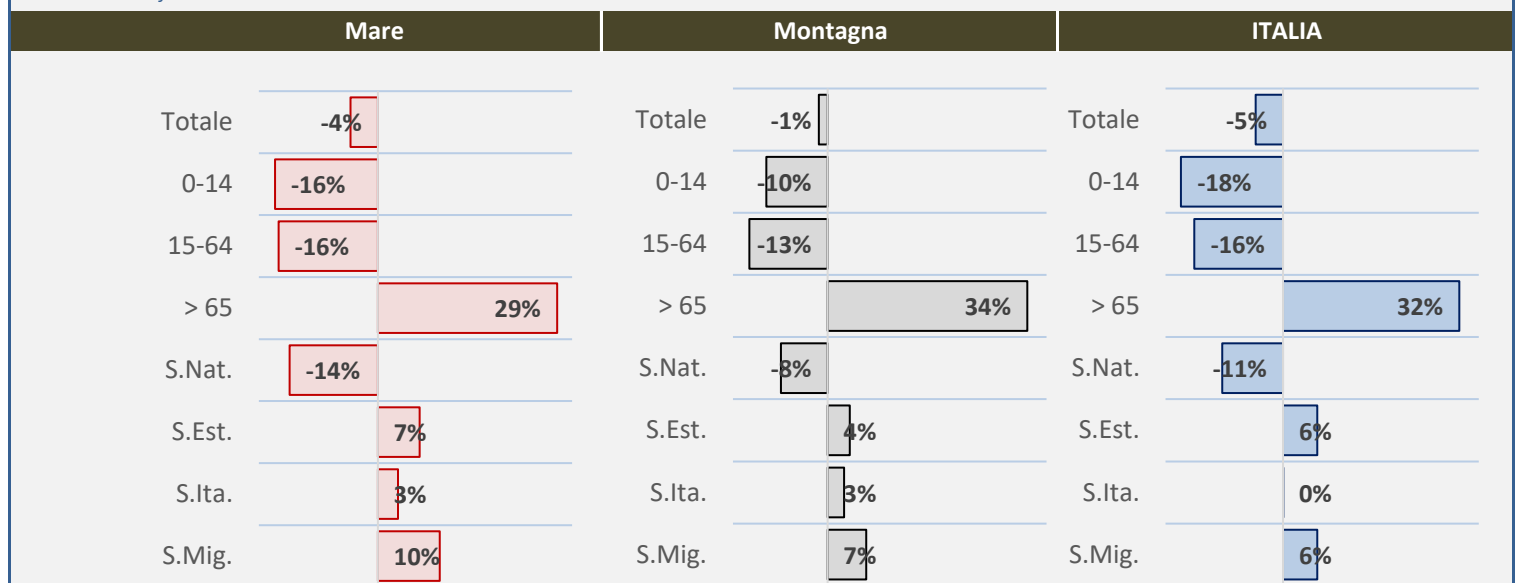 Mare Montagna ITALIA
Totale -4% Totale -1% Totale -5%
0-14 -16% 0-14 -10% 0-14 -18%
15-64 -16% 15-64 -13% 15-64 -16%
> 65 29% > 65 34% > 65 32%
S.Nat. -14% S.Nat. -8% S.Nat. -11%
S.Est. 7% S.Est. 4% S.Est. 6%
S.Ita. 3% S.Ita. 3% S.Ita. 0%
S.Mig. 10% S.Mig. 7% S.Mig. 6%